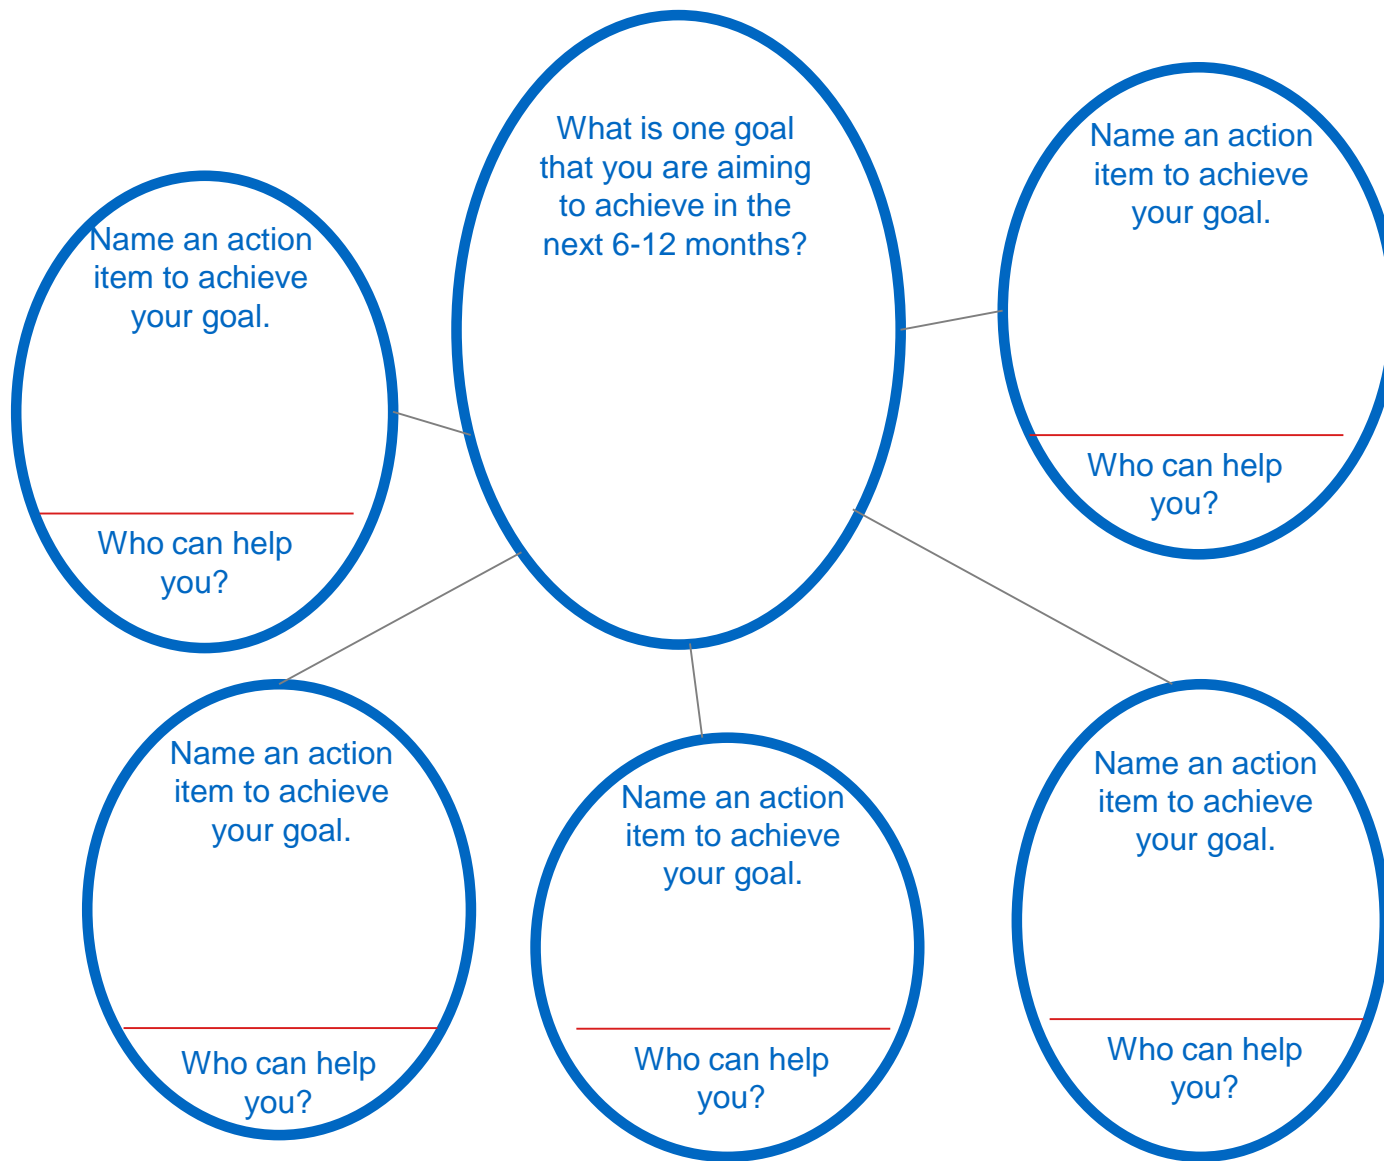 What is one goal
that you are aiming
to achieve in the
next 6-12 months?
Name an action
item to achieve
your goal.
Who can help
you?
Name an action
item to achieve
your goal.
Who can help
you?
Name an action
item to achieve
your goal.
Who can help
you?
Name an action
item to achieve
your goal.
Who can help
you?
Name an action
item to achieve
your goal.
Who can help
you?